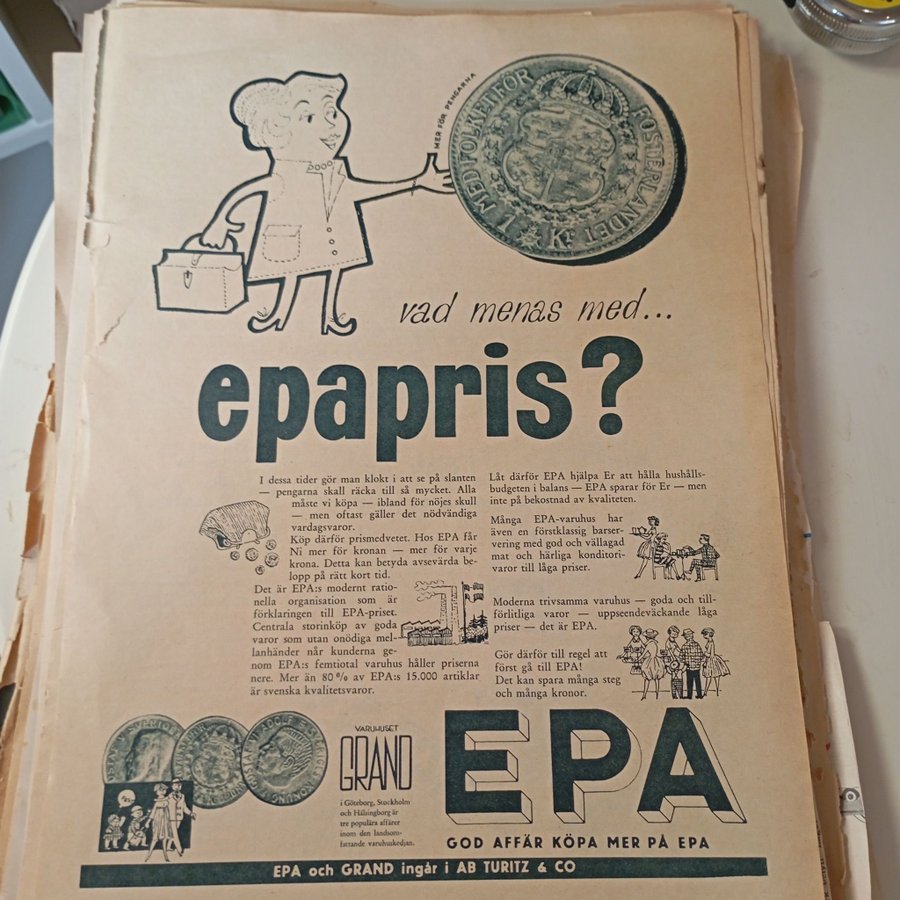 MER FÖR PENGARNA
MED FOLKET FÖR FOSTERLANDET
1 Kr
vad menas med...
epapris?
I dessa tider gör man klokt i att se på slanten
— pengarna skall räcka till så mycket. Alla
måste vi köpa — ibland för nöjes skull
— men oftast gäller det nödvändiga
vardagsvaror.
Köp därför prismedvetet. Hos EPA får
Ni mer för kronan — mer för varje
krona. Detta kan betyda avsevärda be-
lopp på rätt kort tid.
Det är EPA:s modernt ratio-
nella organisation som är
förklaringen till EPA-priset.
Centrala storinköp av goda
varor som utan onödiga mel-
lanhänder når kunderna ge-
nom EPA:s femtiotal varuhus håller priserna
nere. Mer än 80 % av EPA:s 15.000 artiklar
är svenska kvalitetsvaror.
Låt därför EPA hjälpa Er att hålla hushålls-
budgeten i balans — EPA sparar för Er — men
inte på bekostnad av kvaliteten.
Många EPA-varuhus har
även en förstklassig barser-
vering med god och vällagad
mat och härliga konditori-
varor till låga priser.
Moderna trivsamma varuhus — goda och till-
förlitliga varor — uppseendeväckande låga
priser — det är EPA.
Gör därför till regel att
först gå till EPA!
Det kan spara många steg
och många kronor.
VARUHUSET
GRAND
i Göteborg, Stockholm
och Hälsingborg är
tre populära affärer
inom den landsom-
fattande varuhuskedjan.
EPA
GOD AFFÄR KÖPA MER PÅ EPA
EPA och GRAND ingår i AB TURITZ & CO